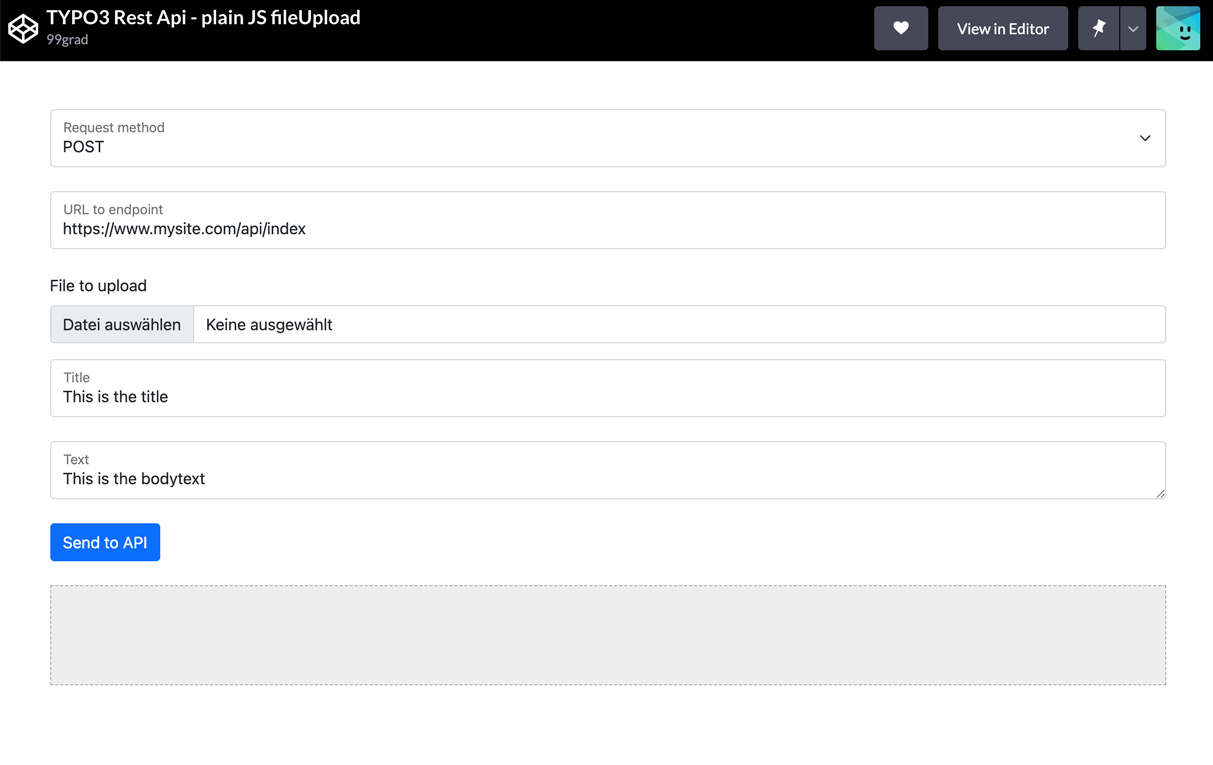 TYPO3 Rest Api - plain JS fileUpload
99grad
View in Editor
Request method
POST
URL to endpoint
https://www.mysite.com/api/index
File to upload
Datei auswählen Keine ausgewählt
Title
This is the title
Text
This is the bodytext
Send to API